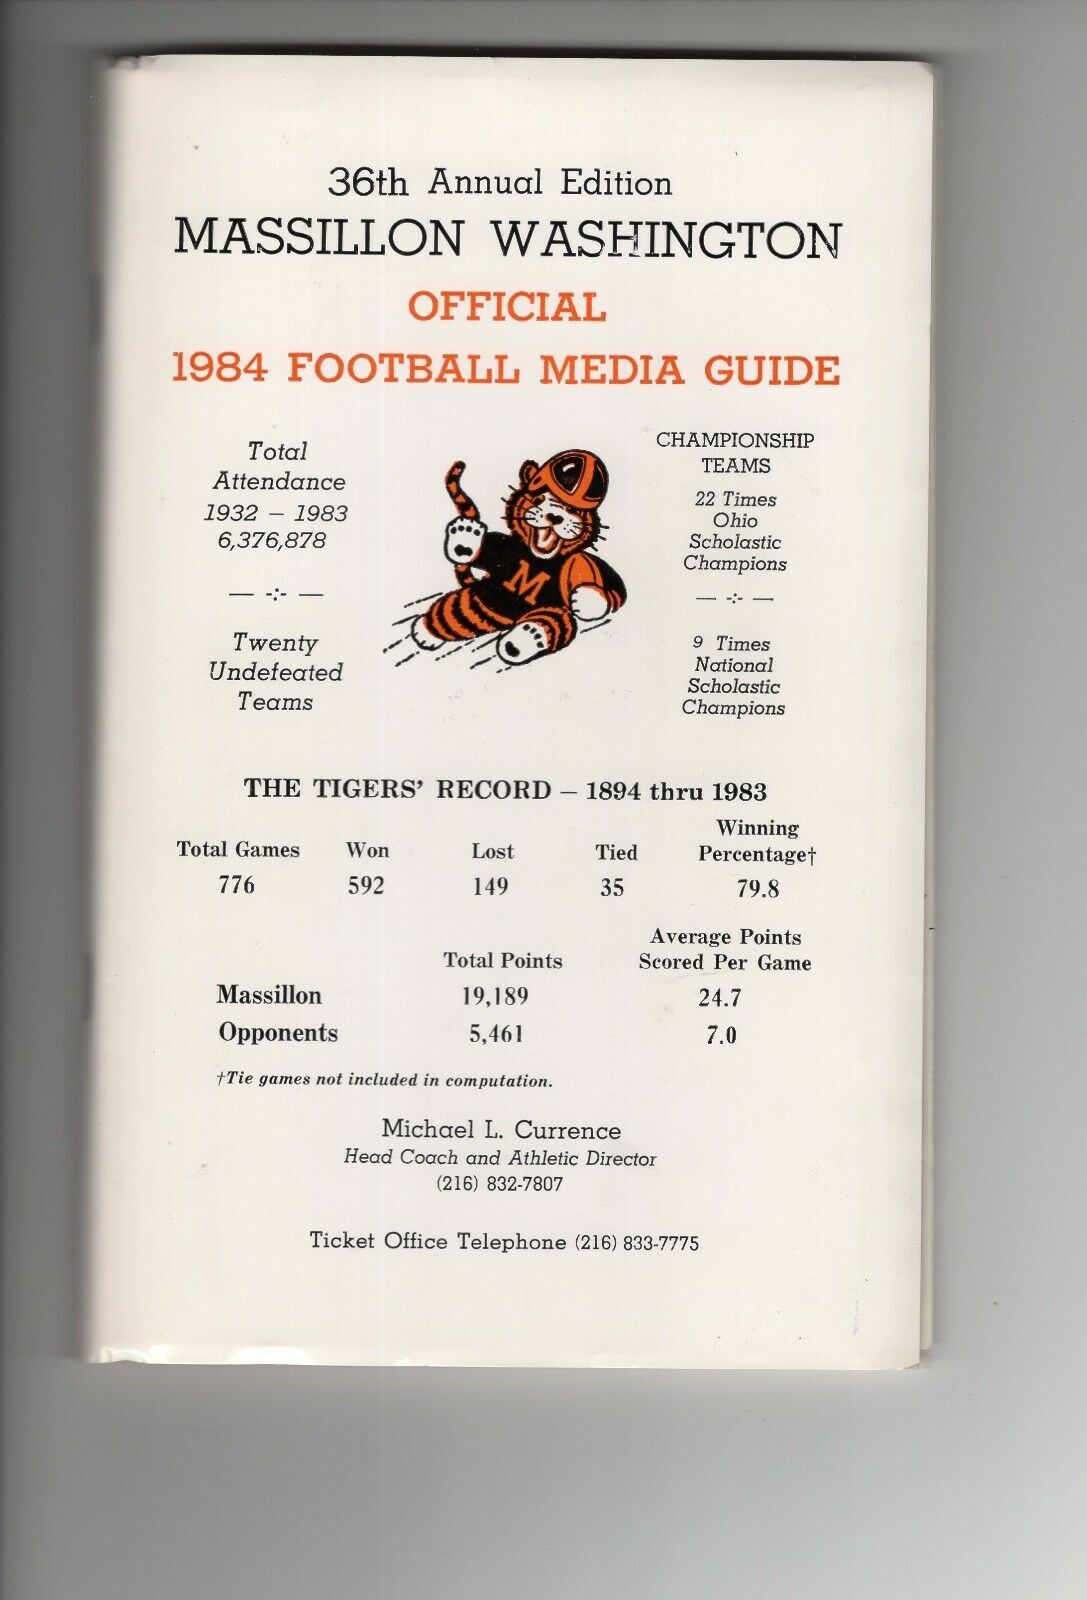 36th Annual Edition
MASSILLON WASHINGTON
OFFICIAL
1984 FOOTBALL MEDIA GUIDE
Total
Attendance
1932 – 1983
6,376,878
Twenty
Undefeated
Teams
M
CHAMPIONSHIP
TEAMS
22 Times
Ohio
Scholastic
Champions
9 Times
National
Scholastic
Champions
THE TIGERS' RECORD – 1894 thru 1983
Total Games Won Lost Tied Winning Percentage†
776 592 149 35 79.8
Total Points Average Points Scored Per Game
Massillon 19,189 24.7
Opponents 5,461 7.0
†Tie games not included in computation.
Michael L. Currence
Head Coach and Athletic Director
(216) 832-7807
Ticket Office Telephone (216) 833-7775